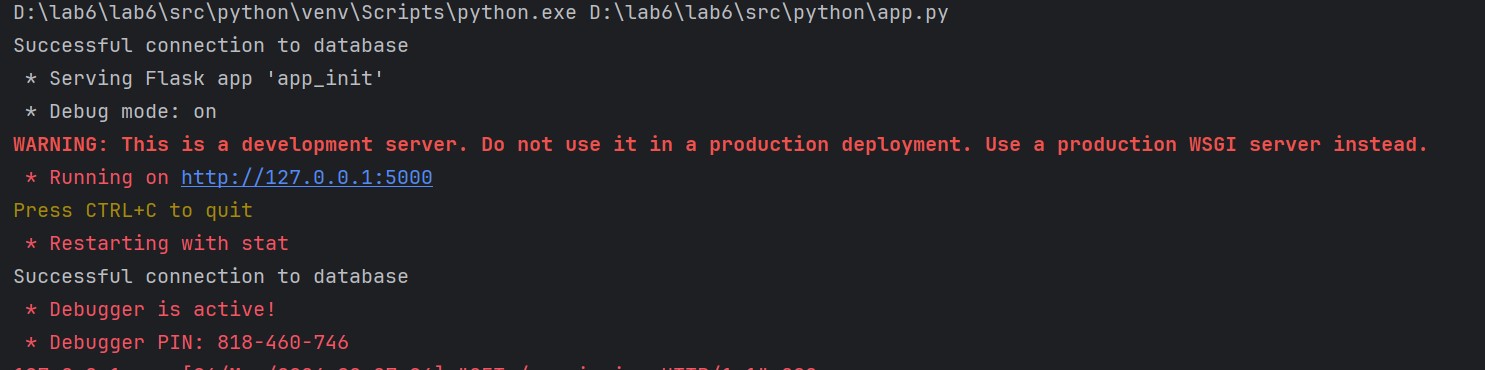 D:\lab6\lab6\src\python\venv\Scripts\python.exe D:\lab6\lab6\src\python\app.py
Successful connection to database
* Serving Flask app 'app_init'
* Debug mode: on
WARNING: This is a development server. Do not use it in a production deployment. Use a production WSGI server instead.
* Running on http://127.0.0.1:5000
Press CTRL+C to quit
* Restarting with stat
Successful connection to database
* Debugger is active!
* Debugger PIN: 818-460-746